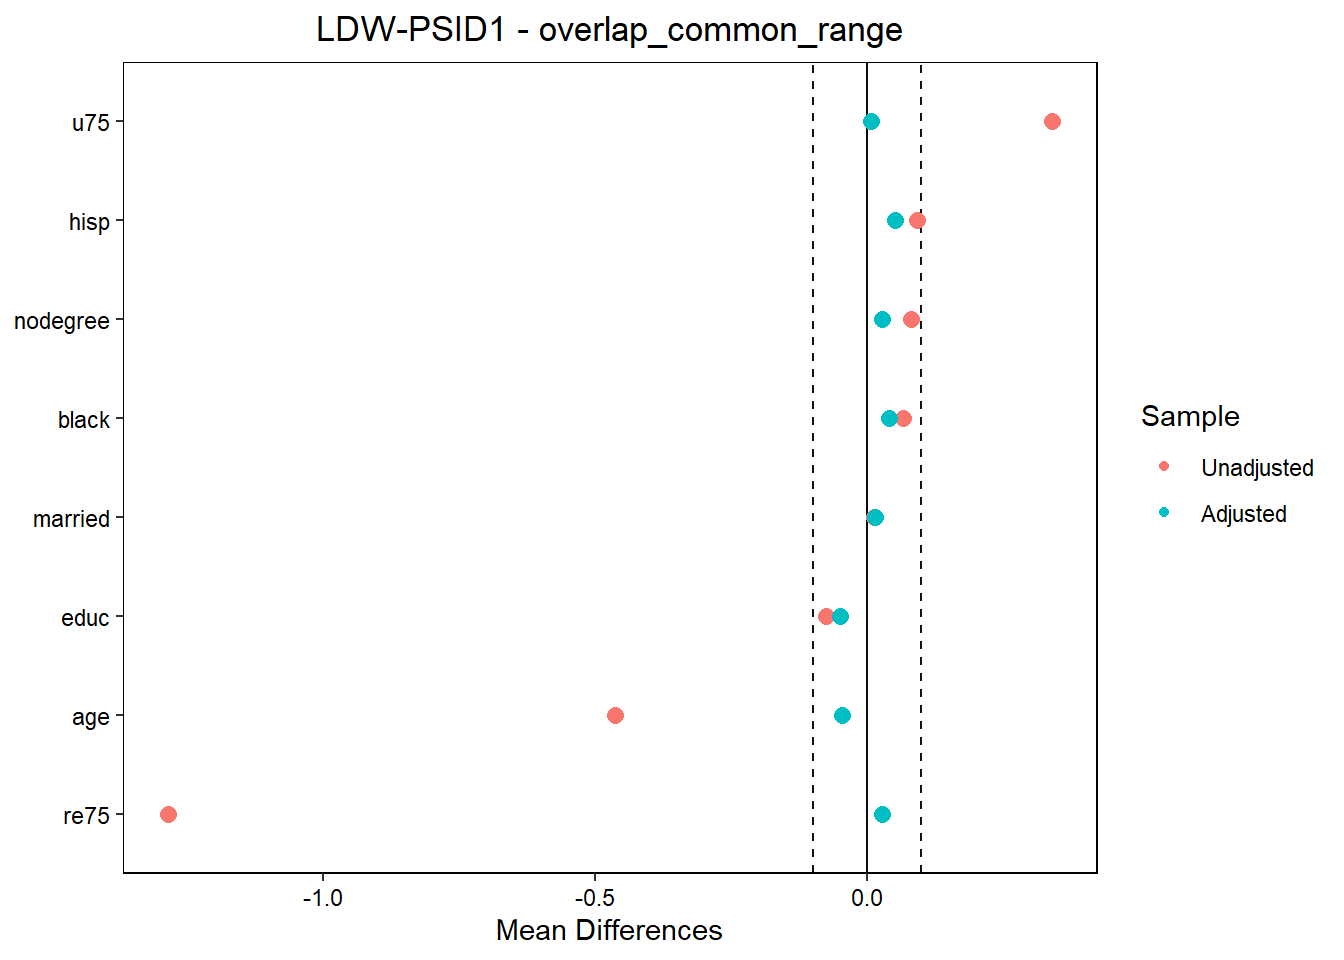 LDW-PSID1 - overlap_common_range
u75
hisp
nodegree
black
married
educ
age
re75
-1.0
-0.5
0.0
Mean Differences
Sample
Unadjusted
Adjusted